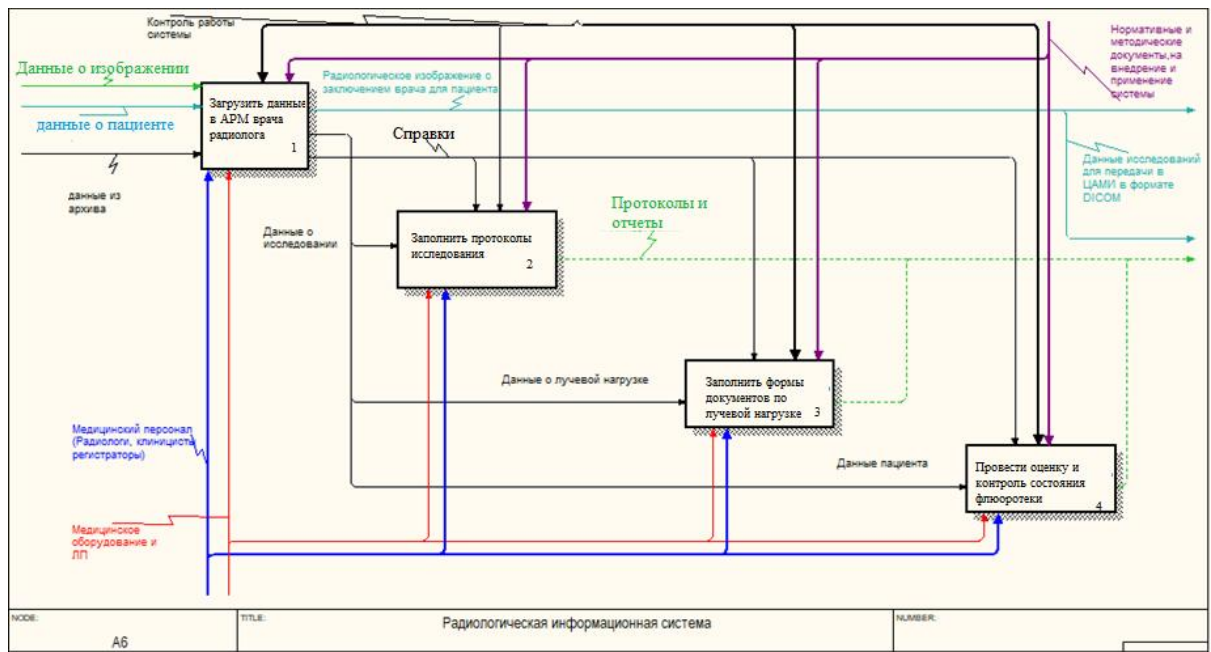 Контроль работы
системы
Нормативные и
методические
документы,на
внедрение и
применение
системы
Данные о изображении
Радиологическое изображение с
заключением врача для пациента
Загрузить данные
в АРМ врача
радиолога
1
данные о пациенте
Справки
Данные исследований
для передачи в
ЦАМИ в формате
DICOM
данные из
архива
Протоколы и
отчеты
Данные о
исследовании
Заполнить протоколы
исследования
2
Данные о лучевой нагрузке
Заполнить формы
документов по
лучевой нагрузке 3
Медицинский персонал
(Радиологи, клиницисты
регистраторы)
Данные пациента
Провести оценку и
контроль состояния
флюоротеки
4
Медицинское
оборудование и
ЛП
NODE:
A6
TITLE:
Радиологическая информационная система
NUMBER: